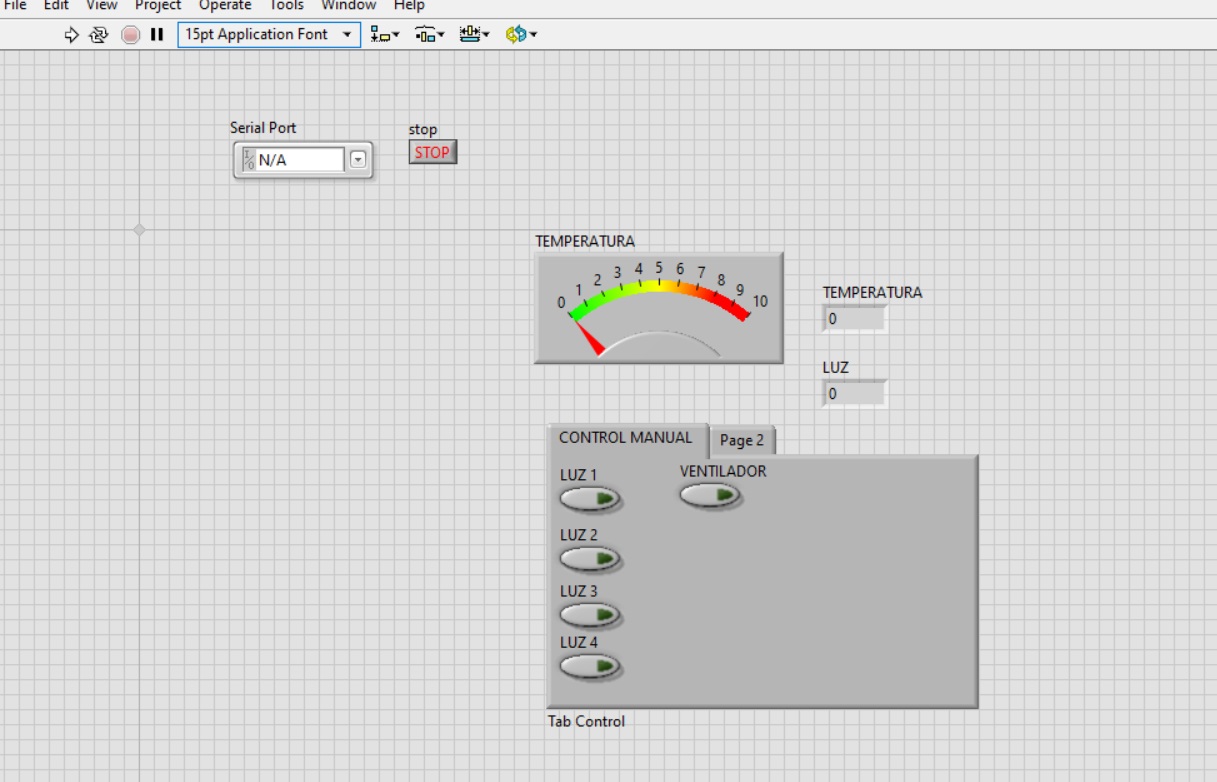 File Edit View Project Operate Tools Window Help
15pt Application Font
Serial Port
N/A
stop
STOP
TEMPERATURA
0 1 2 3 4 5 6 7 8 9 10
TEMPERATURA
0
LUZ
0
CONTROL MANUAL Page 2
LUZ 1 VENTILADOR
LUZ 2
LUZ 3
LUZ 4
Tab Control